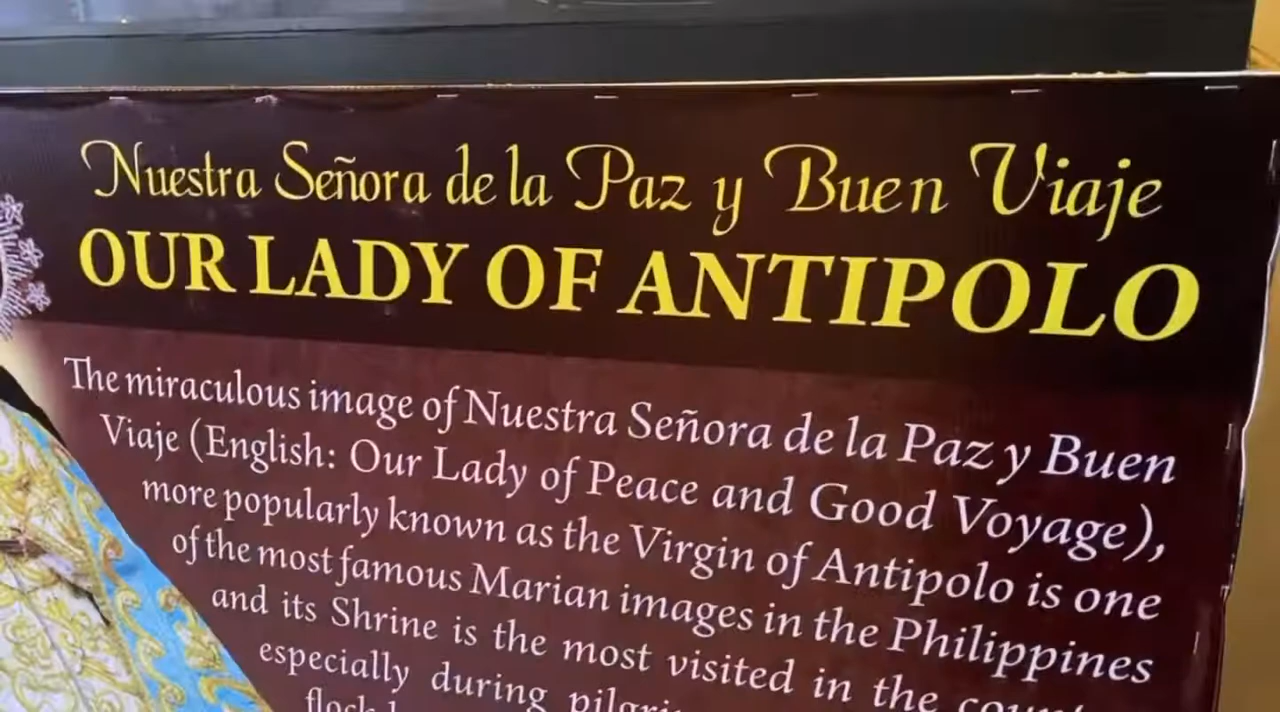 Nuestra Señora de la Paz y Buen Viaje
OUR LADY OF ANTIPOLO
The miraculous image of Nuestra Señora de la Paz y Buen
Viaje (English: Our Lady of Peace and Good Voyage),
more popularly known as the Virgin of Antipolo is one
of the most famous Marian images in the Philippines
and its Shrine is the most visited in the
especially during